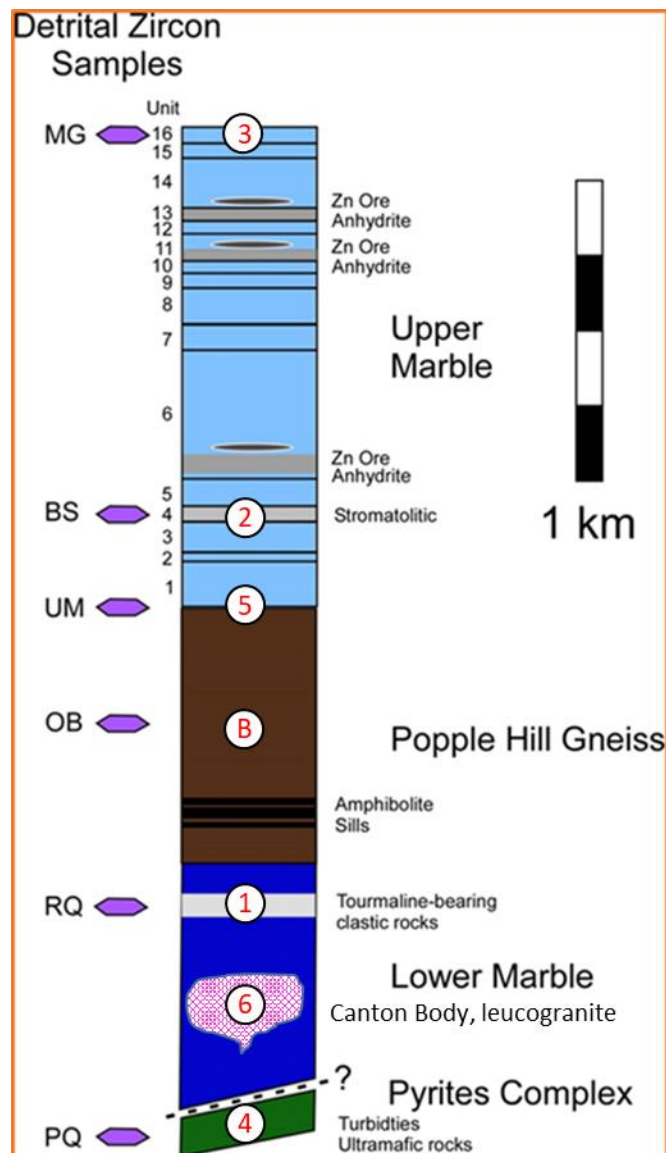 Detrital Zircon
Samples
Unit
MG 16 3
15
14
Zn Ore
13 Anhydrite
12
11 Zn Ore
10 Anhydrite
9
8
7
Upper
Marble
6
Zn Ore
Anhydrite
5
BS 4 2 Stromatolitic
1 km
3
2
1
UM 5
OB B
Popple Hill Gneiss
Amphibolite
Sills
RQ 1 Tourmaline-bearing
clastic rocks
Lower Marble
6 Canton Body, leucogranite
?
Pyrites Complex
PQ 4 Turbidties
Ultramafic rocks